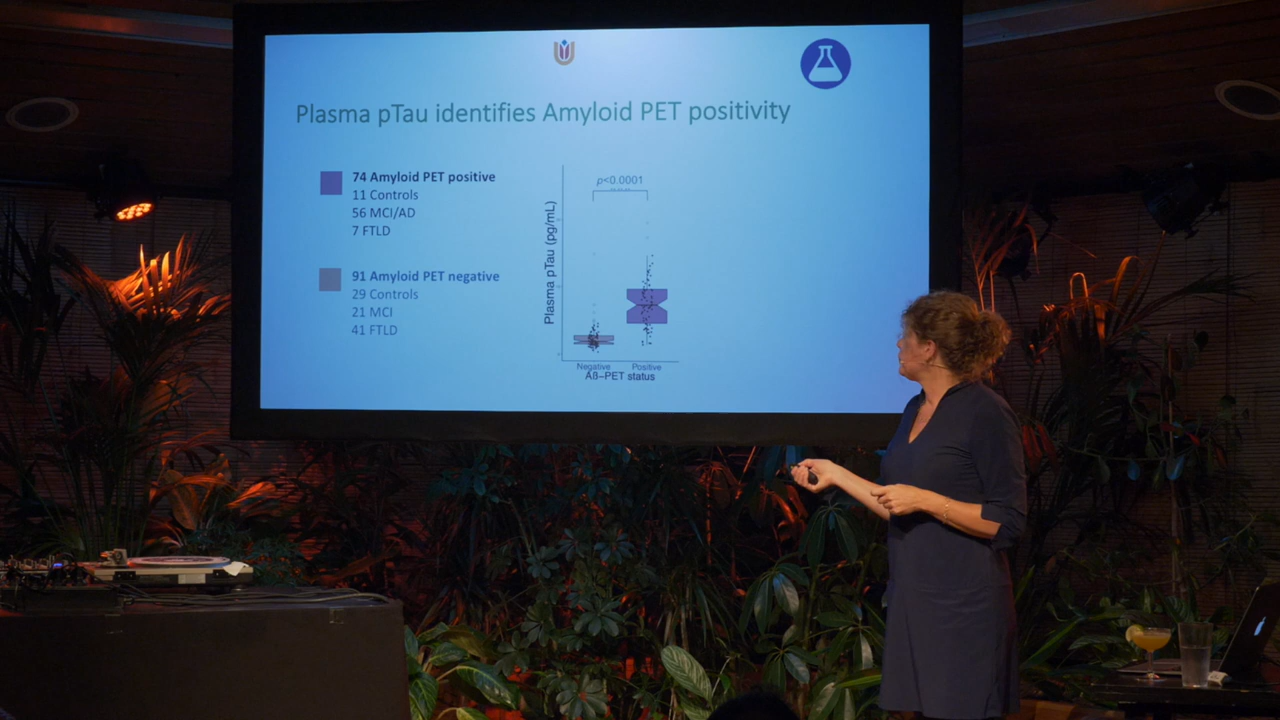 Plasma pTau identifies Amyloid PET positivity
74 Amyloid PET positive
11 Controls
56 MCI/AD
7 FTLD
91 Amyloid PET negative
29 Controls
21 MCI
41 FTLD
p<0.0001
Plasma pTau (pg/mL)
Negative Positive
Aß–PET status